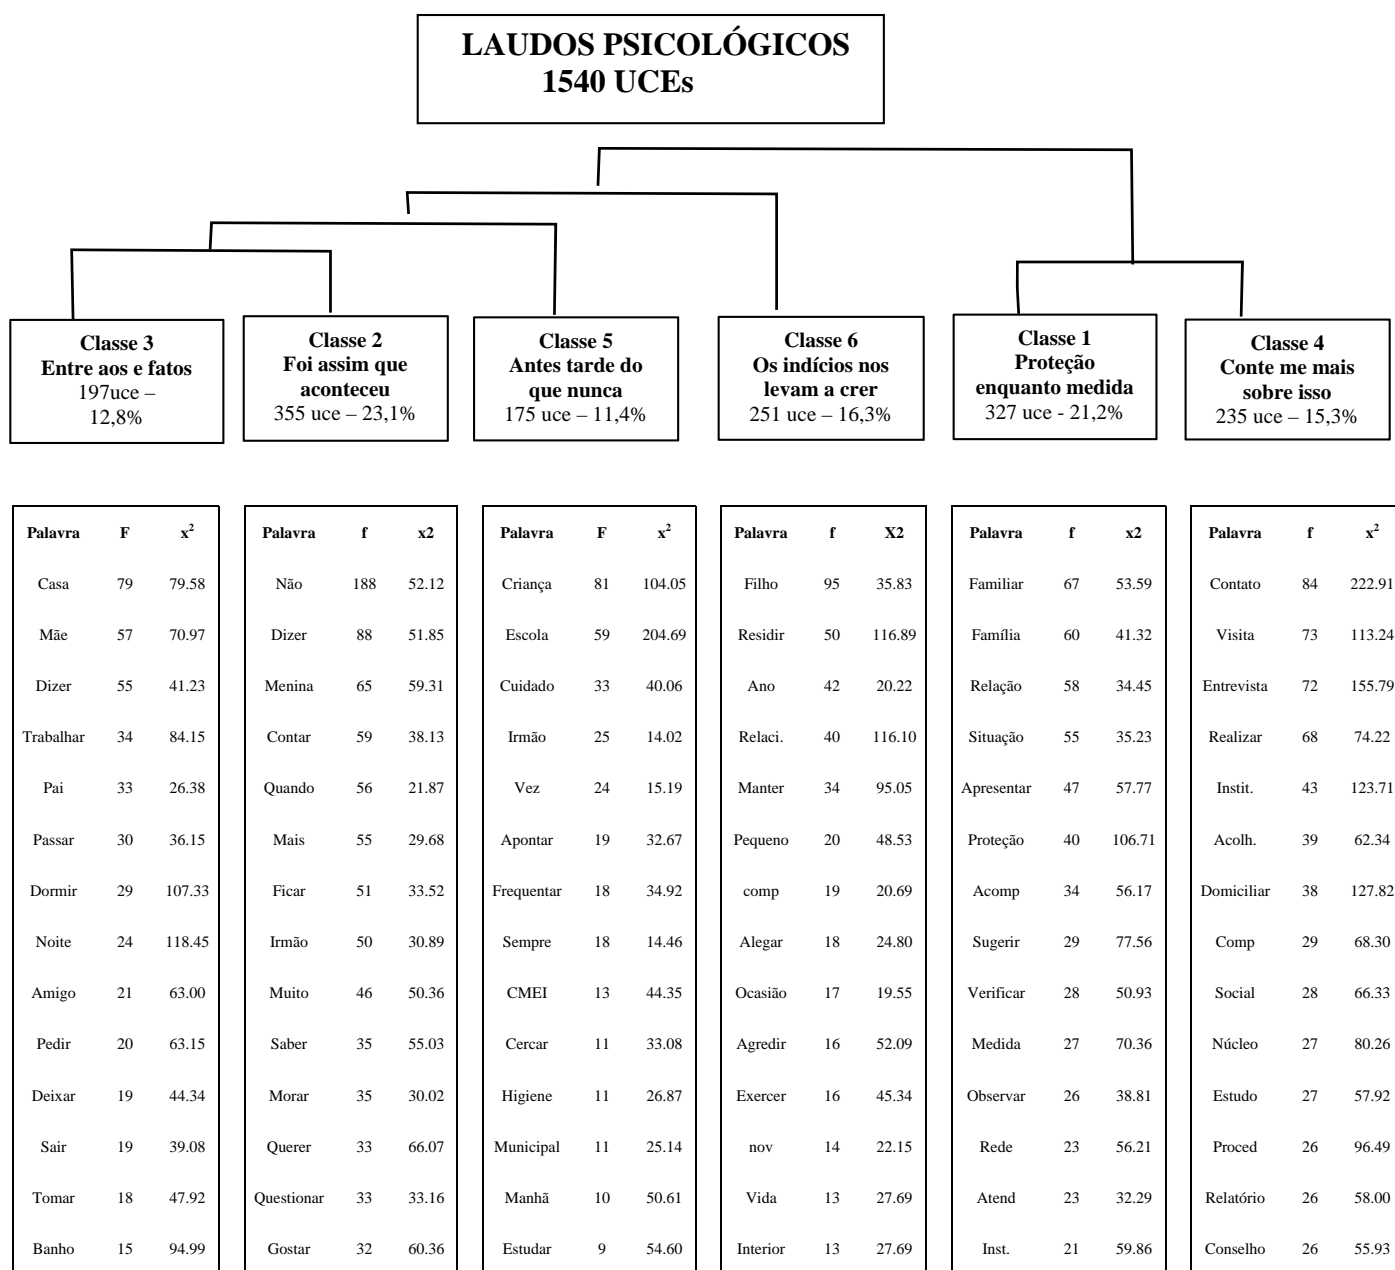 LAUDOS PSICOLÓGICOS
1540 UCEs
Classe 3
Entre aos e fatos
197uce –
12,8%
Classe 2
Foi assim que
aconteceu
355 uce – 23,1%
Classe 5
Antes tarde do
que nunca
175 uce – 11,4%
Classe 6
Os indícios nos
levam a crer
251 uce – 16,3%
Classe 1
Proteção
enquanto medida
327 uce - 21,2%
Classe 4
Conte me mais
sobre isso
235 uce – 15,3%
Palavra F x²
Casa 79 79.58
Mãe 57 70.97
Dizer 55 41.23
Trabalhar 34 84.15
Pai 33 26.38
Passar 30 36.15
Dormir 29 107.33
Noite 24 118.45
Amigo 21 63.00
Pedir 20 63.15
Deixar 19 44.34
Sair 19 39.08
Tomar 18 47.92
Banho 15 94.99
Palavra f x2
Não 188 52.12
Dizer 88 51.85
Menina 65 59.31
Contar 59 38.13
Quando 56 21.87
Mais 55 29.68
Ficar 51 33.52
Irmão 50 30.89
Muito 46 50.36
Saber 35 55.03
Morar 35 30.02
Querer 33 66.07
Questionar 33 33.16
Gostar 32 60.36
Palavra F x²
Criança 81 104.05
Escola 59 204.69
Cuidado 33 40.06
Irmão 25 14.02
Vez 24 15.19
Apontar 19 32.67
Frequentar 18 34.92
Sempre 18 14.46
CMEI 13 44.35
Cercar 11 33.08
Higiene 11 26.87
Municipal 11 25.14
Manhã 10 50.61
Estudar 9 54.60
Palavra f X2
Filho 95 35.83
Residir 50 116.89
Ano 42 20.22
Relaci. 40 116.10
Manter 34 95.05
Pequeno 20 48.53
comp 19 20.69
Alegar 18 24.80
Ocasião 17 19.55
Agredir 16 52.09
Exercer 16 45.34
nov 14 22.15
Vida 13 27.69
Interior 13 27.69
Palavra f x2
Familiar 67 53.59
Família 60 41.32
Relação 58 34.45
Situação 55 35.23
Apresentar 47 57.77
Proteção 40 106.71
Acomp 34 56.17
Sugerir 29 77.56
Verificar 28 50.93
Medida 27 70.36
Observar 26 38.81
Rede 23 56.21
Atend 23 32.29
Inst. 21 59.86
Palavra f x²
Contato 84 222.91
Visita 73 113.24
Entrevista 72 155.79
Realizar 68 74.22
Instit. 43 123.71
Acolh. 39 62.34
Domiciliar 38 127.82
Comp 29 68.30
Social 28 66.33
Núcleo 27 80.26
Estudo 27 57.92
Proced 26 96.49
Relatório 26 58.00
Conselho 26 55.93